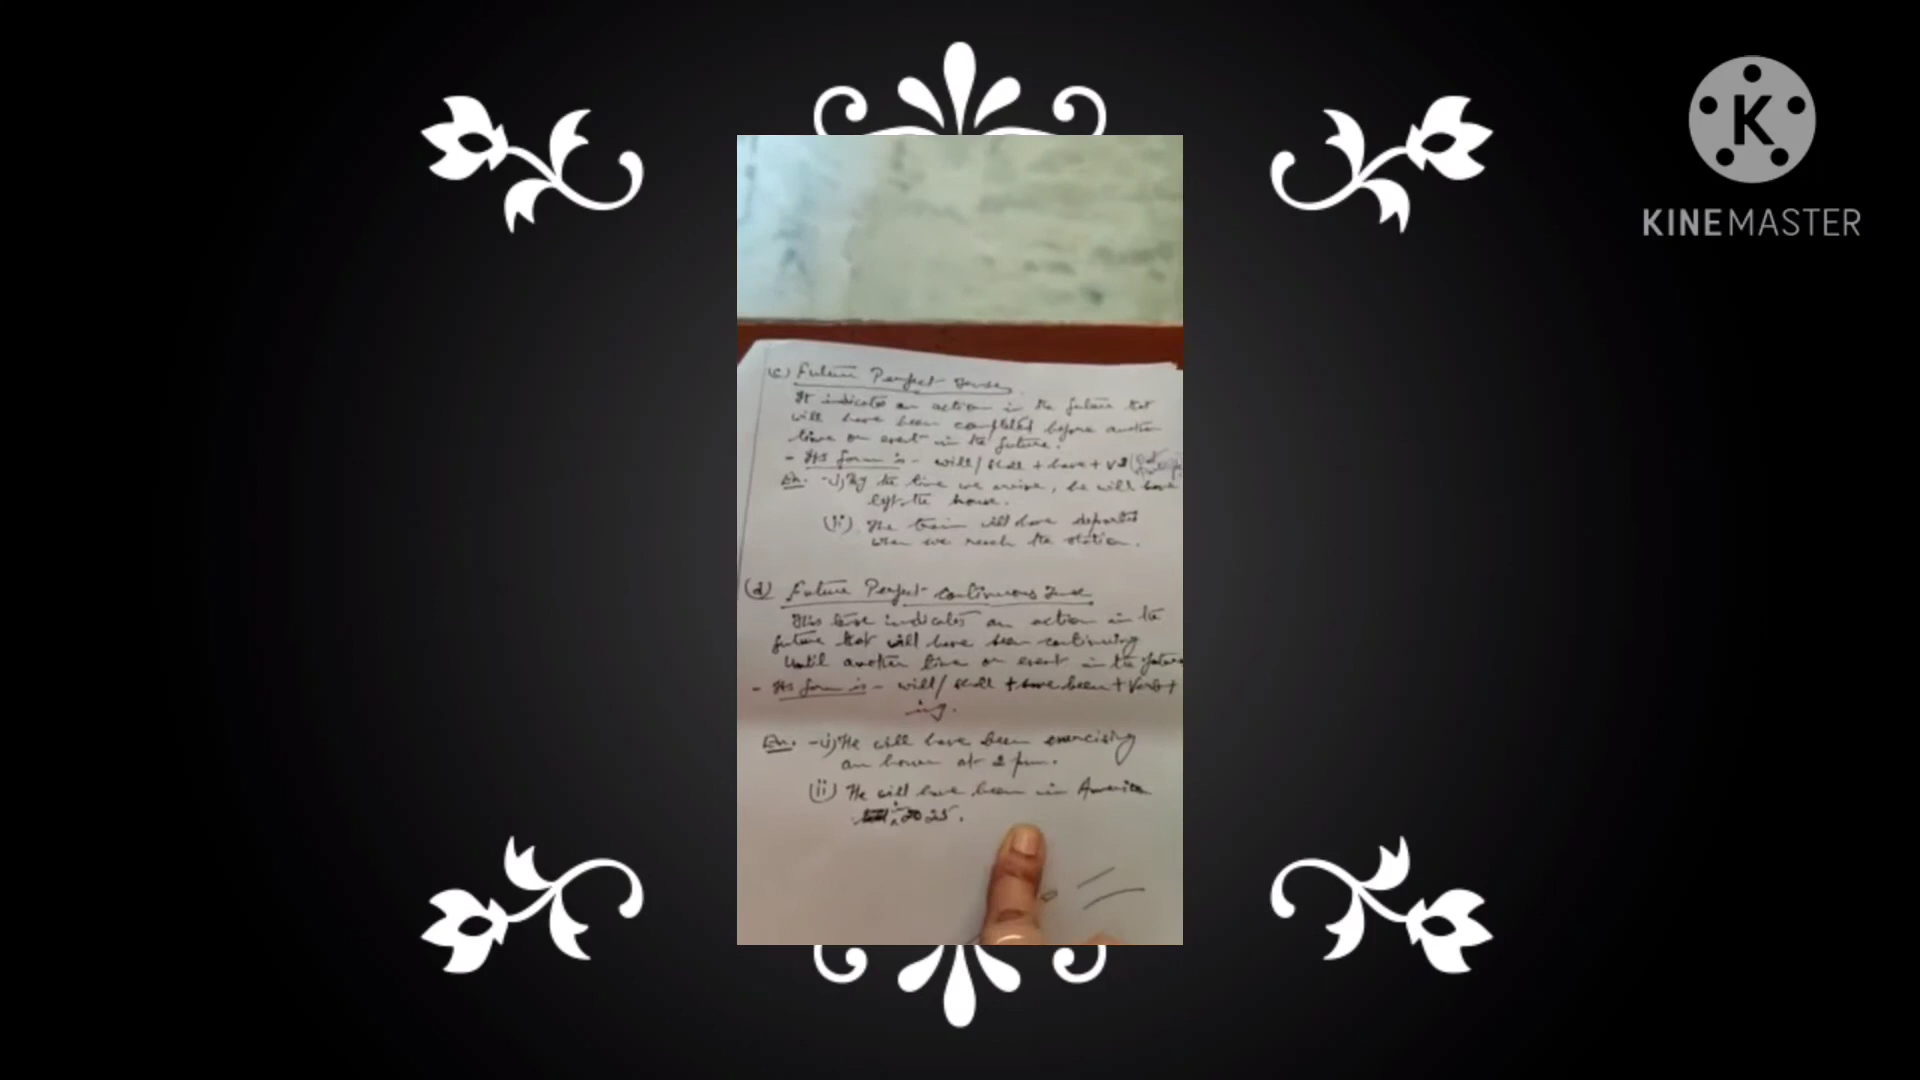 (c) Future Perfect Tense
It indicates an action in the future that
will have been completed before another
time or event in the future.
- Its form is - will/shall + have + V3 (
Ex. - i) By the time we arrive, he will have
left the house.
(ii) The train will have departed
when we reach the station.
(d) Future Perfect continuous Tense
This tense indicates an action in the
future that will have been continuing
Until another time or event in the future
- Its form is - will/shall + have been + Verb +
ing.
Ex. - i) He will have been exercising
an hour at 2 pm.
(ii) He will have been in America
2025.
KINEMASTER